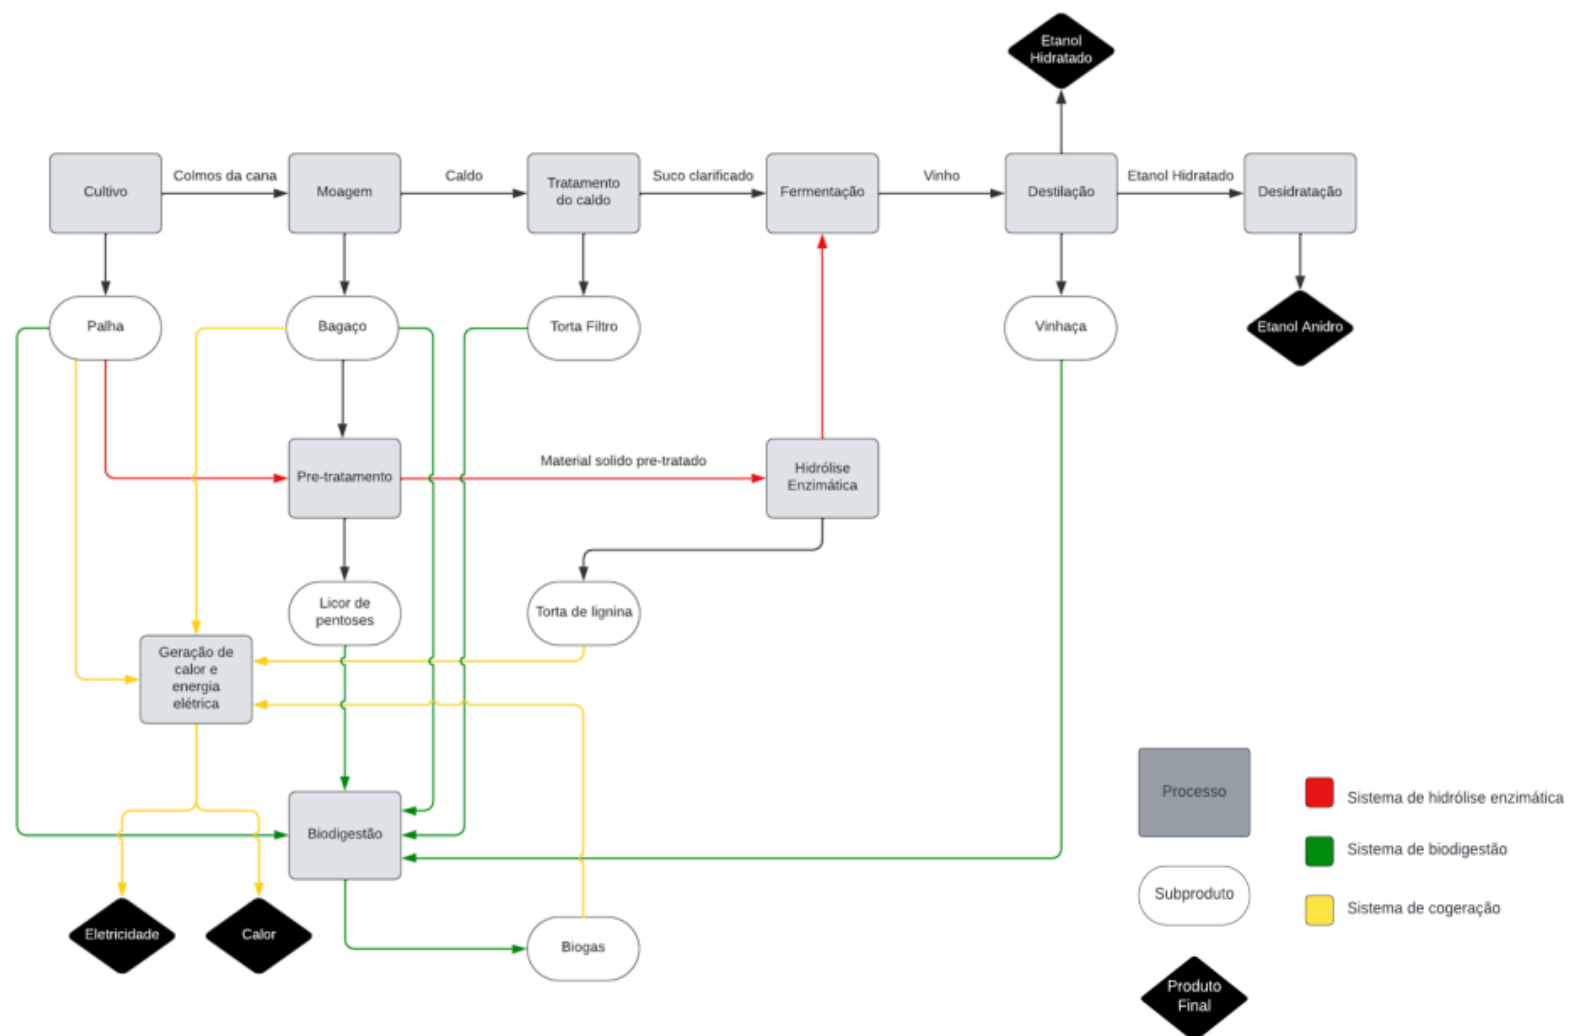 Etanol
Hidratado
Cultivo
Colmos da cana
Moagem
Caldo
Tratamento
do caldo
Suco clarificado
Fermentação
Vinho
Destilação
Etanol Hidratado
Desidratação
Palha
Bagaço
Torta Filtro
Vinhaça
Etanol Anidro
Pre-tratamento
Material solido pre-tratado
Hidrólise
Enzimática
Licor de
pentoses
Torta de lignina
Geração de
calor e
energia
elétrica
Biodigestão
Eletricidade
Calor
Biogas
Processo
Sistema de hidrólise enzimática
Sistema de biodigestão
Subproduto
Sistema de cogeração
Produto
Final